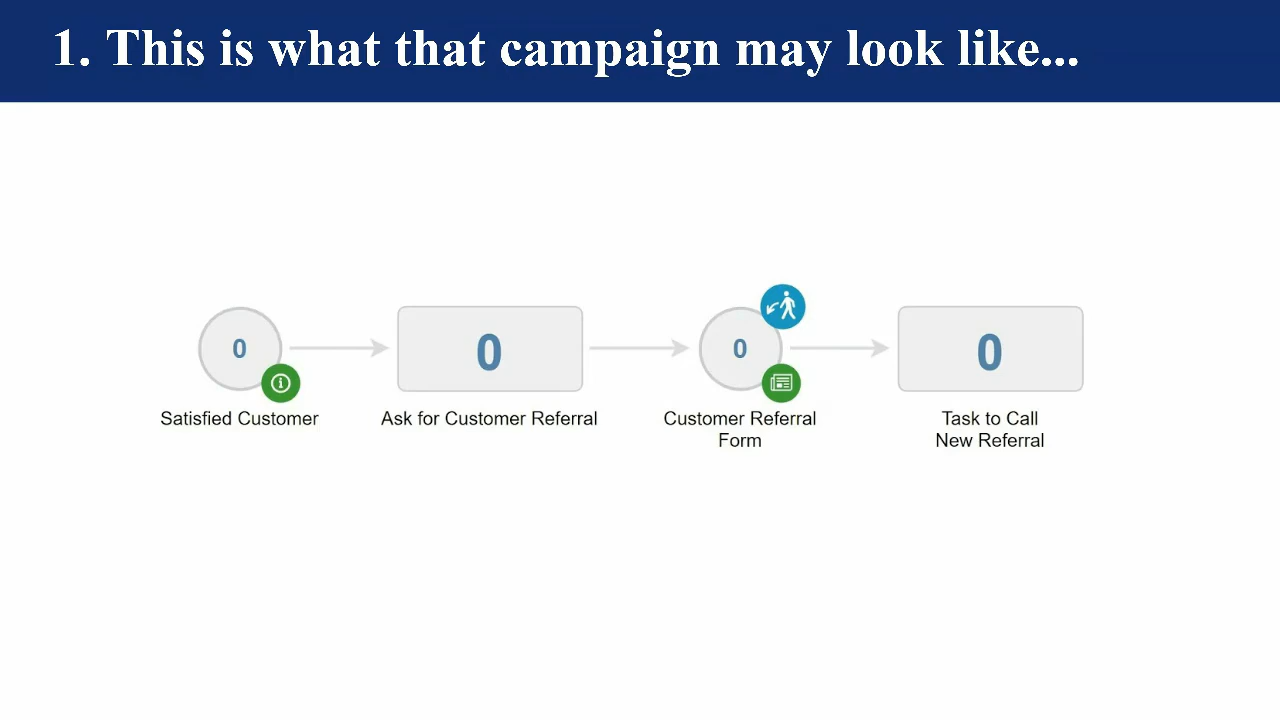 1. This is what that campaign may look like...
0
0
0
0
Satisfied Customer
Ask for Customer Referral
Customer Referral
Form
Task to Call
New Referral